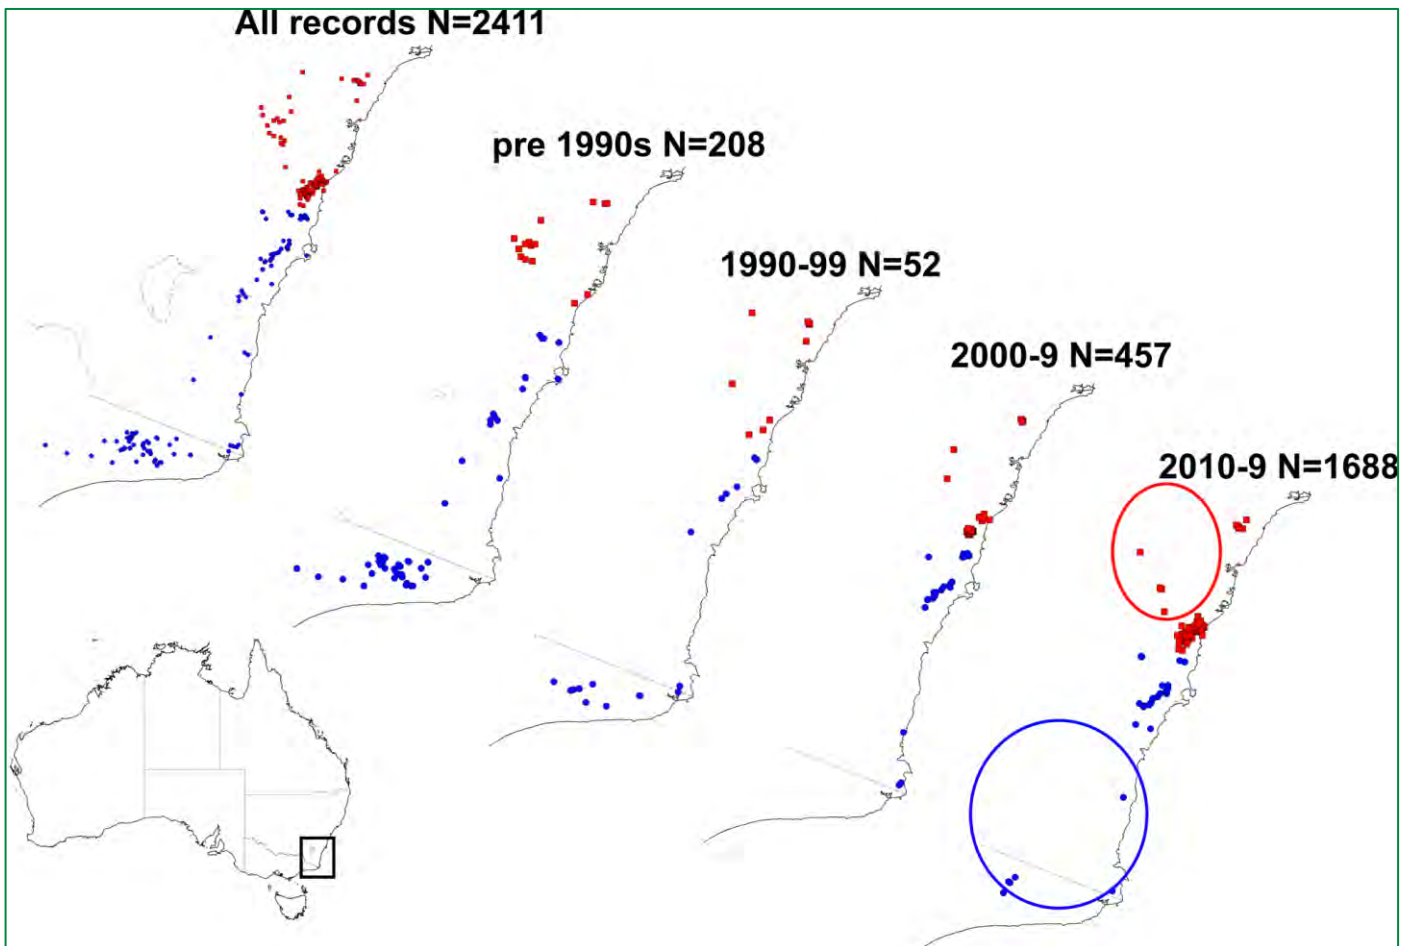 All records N=2411
pre 1990s N=208
1990-99 N=52
2000-9 N=457
2010-9 N=1688